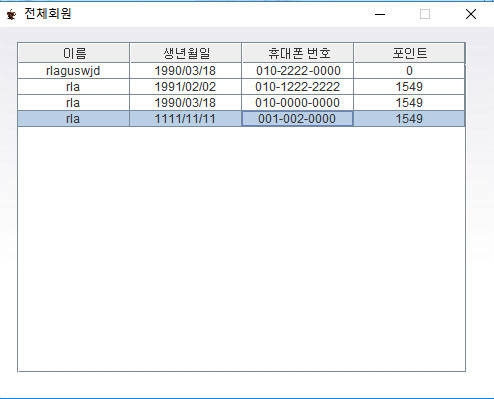 전체회원
이름 생년월일 휴대폰 번호 포인트
rlaguswjd 1990/03/18 010-2222-0000 0
rla 1991/02/02 010-1222-2222 1549
rla 1990/03/18 010-0000-0000 1549
rla 1111/11/11 001-002-0000 1549